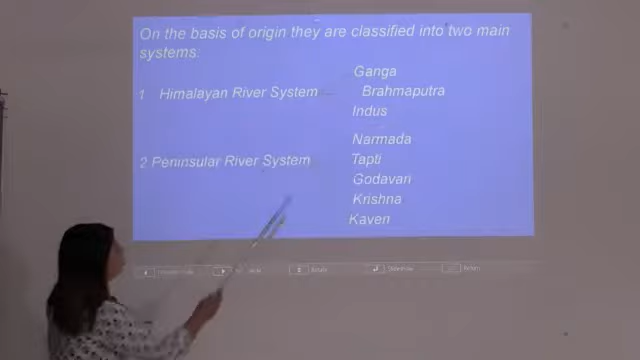 On the basis of origin they are classified into two main
systems:
Ganga
1 Himalayan River System
Brahmaputra
Indus
Narmada
2 Peninsular River System
Tapti
Godavari
Krishna
Kaveri